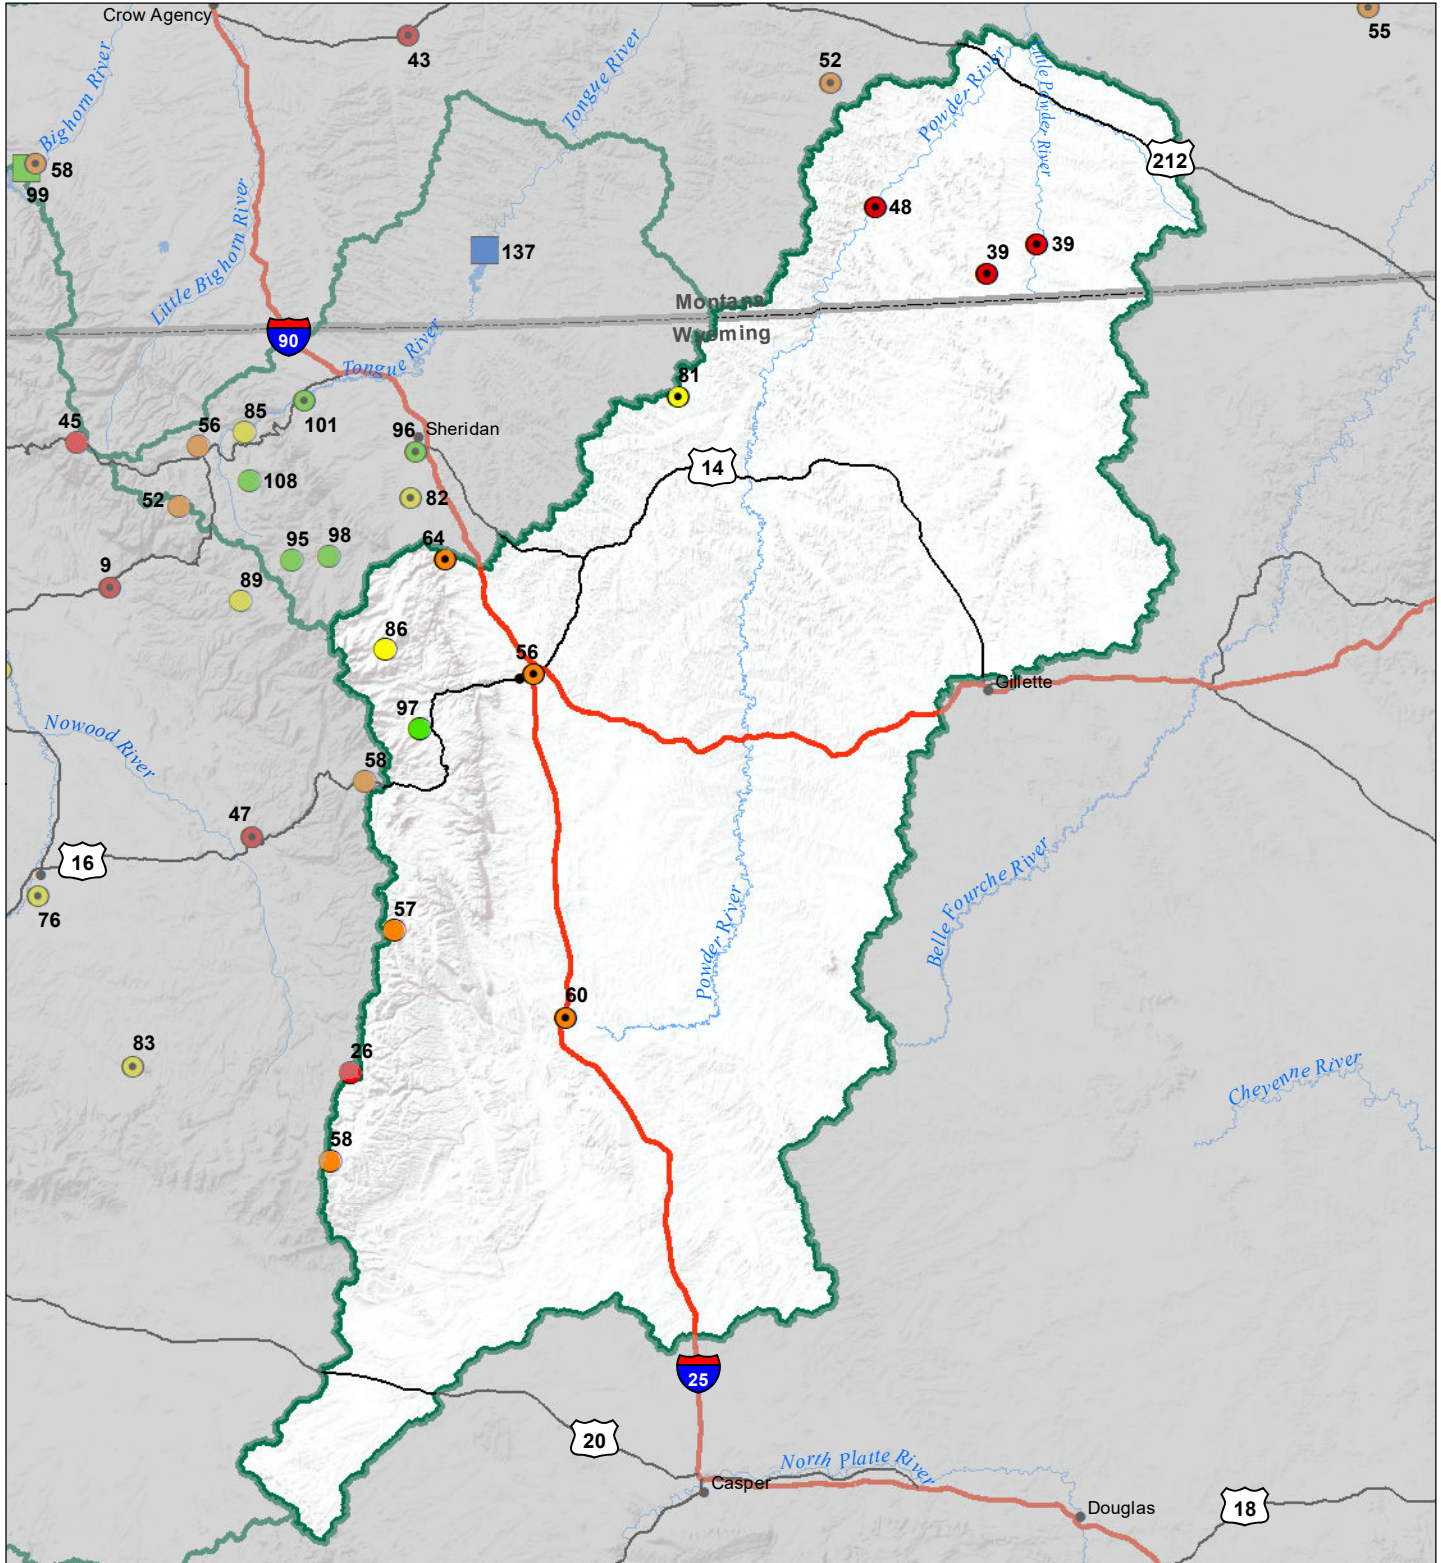 Crow Agency
43
55
52
Bighorn River
Tongue River
Powder River
Little Powder River
58
99
212
48
39
39
137
Little Bighorn River
Montana
Wyoming
90
Tongue River
81
45
56
85
101
96
Sheridan
14
108
82
52
95
98
64
9
89
86
56
Gillette
97
Nowood River
58
47
16
76
57
Belle Fourche River
Powder River
60
83
26
Cheyenne River
58
25
20
North Platte River
Casper
Douglas
18